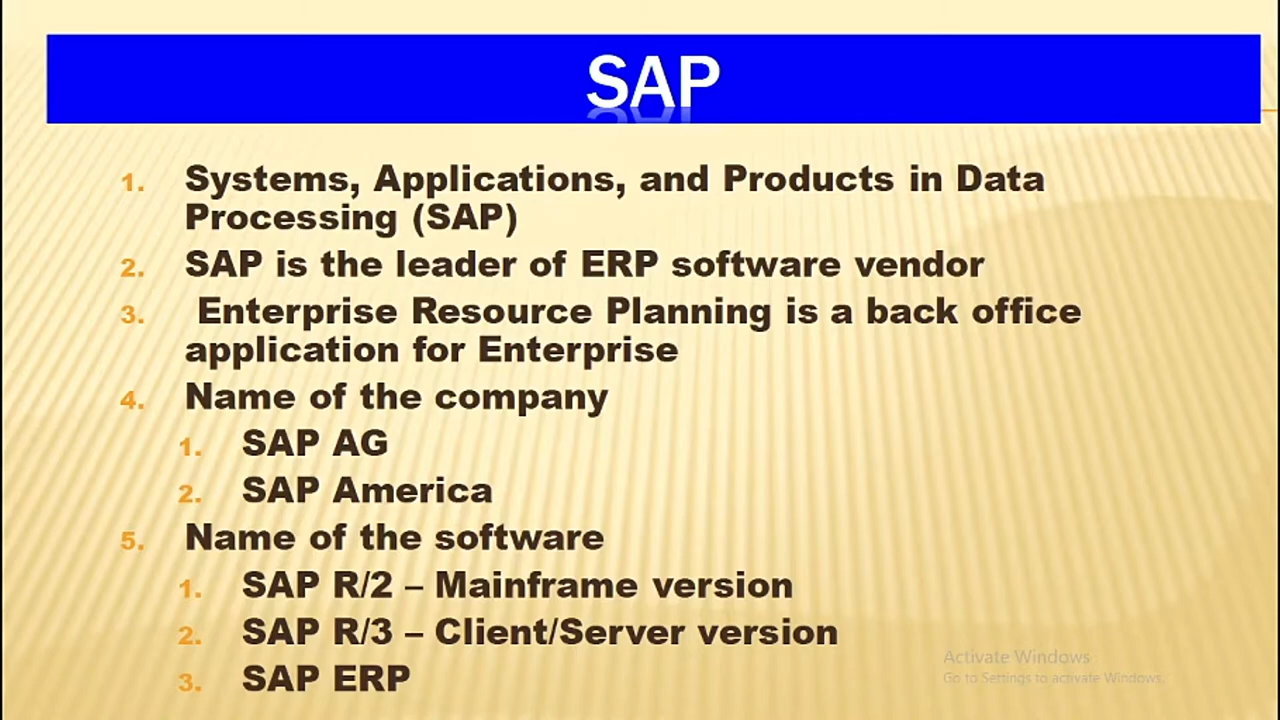 SAP
1. Systems, Applications, and Products in Data
Processing (SAP)
2. SAP is the leader of ERP software vendor
3. Enterprise Resource Planning is a back office
application for Enterprise
4. Name of the company
1. SAP AG
2. SAP America
5. Name of the software
1. SAP R/2 – Mainframe version
2. SAP R/3 – Client/Server version
3. SAP ERP
Activate Windows
Go to Settings to activate Windows.